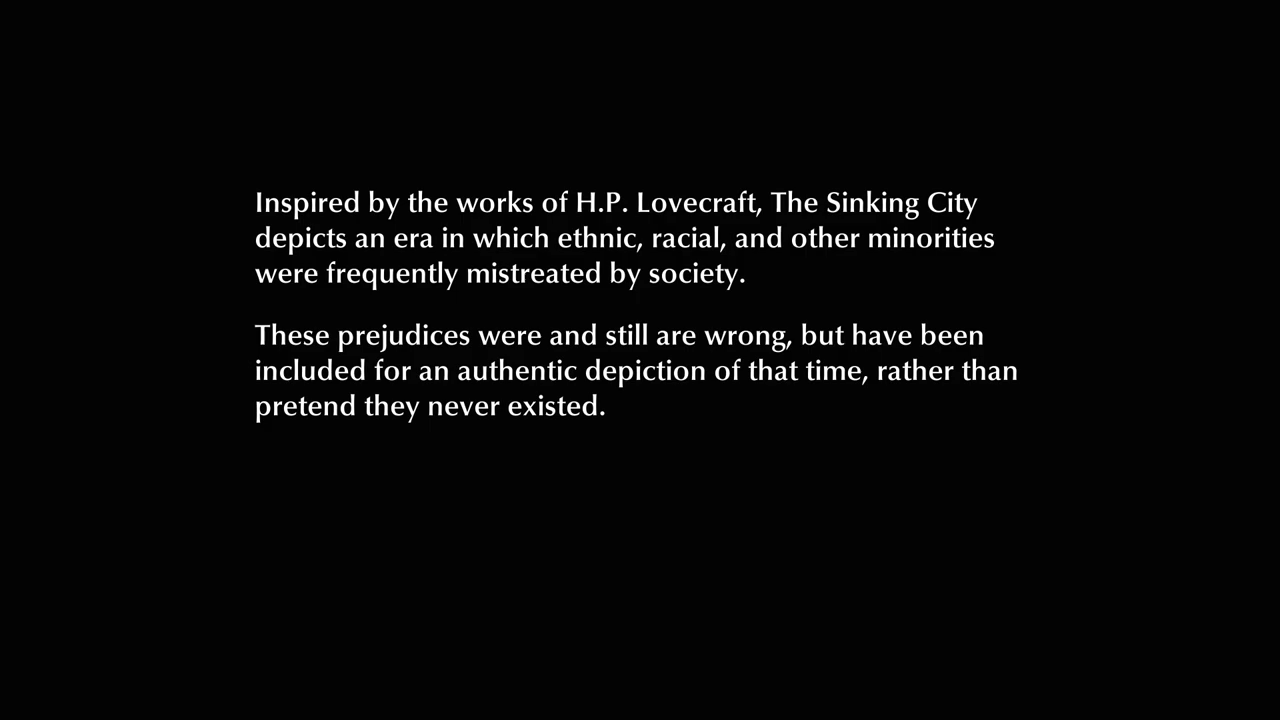 Inspired by the works of H.P. Lovecraft, The Sinking City
depicts an era in which ethnic, racial, and other minorities
were frequently mistreated by society.
These prejudices were and still are wrong, but have been
included for an authentic depiction of that time, rather than
pretend they never existed.